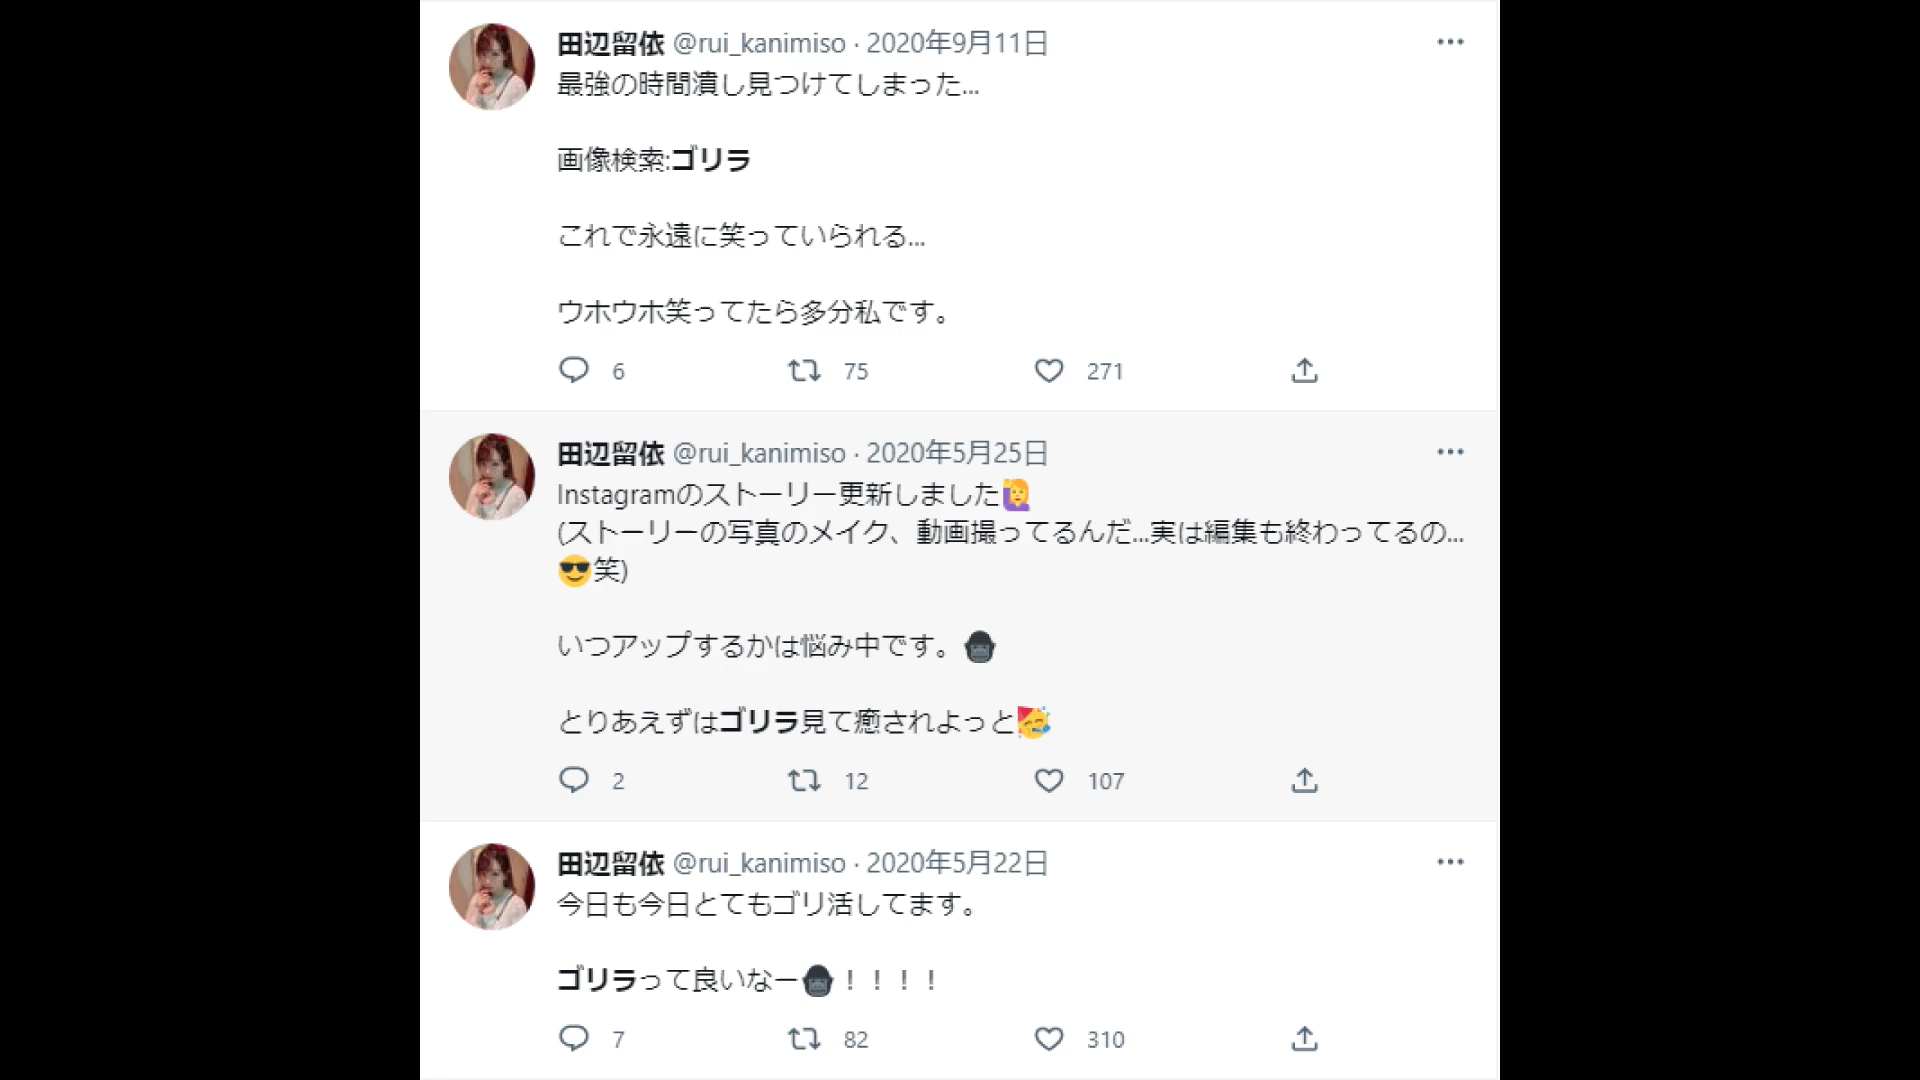 田辺留依 @rui_kanimiso · 2020年9月11日
最強の時間潰し見つけてしまった...
画像検索:ゴリラ
これで永遠に笑っていられる...
ウホウホ笑ってたら多分私です。
6 75 271
田辺留依 @rui_kanimiso · 2020年5月25日
Instagramのストーリー更新しました🙋‍♀️
(ストーリーの写真のメイク、動画撮ってるんだ...実は編集も終わってるの...
😎笑)
いつアップするかは悩み中です。🦍
とりあえずはゴリラ見て癒されよっと🥳
2 12 107
田辺留依 @rui_kanimiso · 2020年5月22日
今日も今日とてもゴリ活してます。
ゴリラって良いなー🦍！！！！
7 82 310